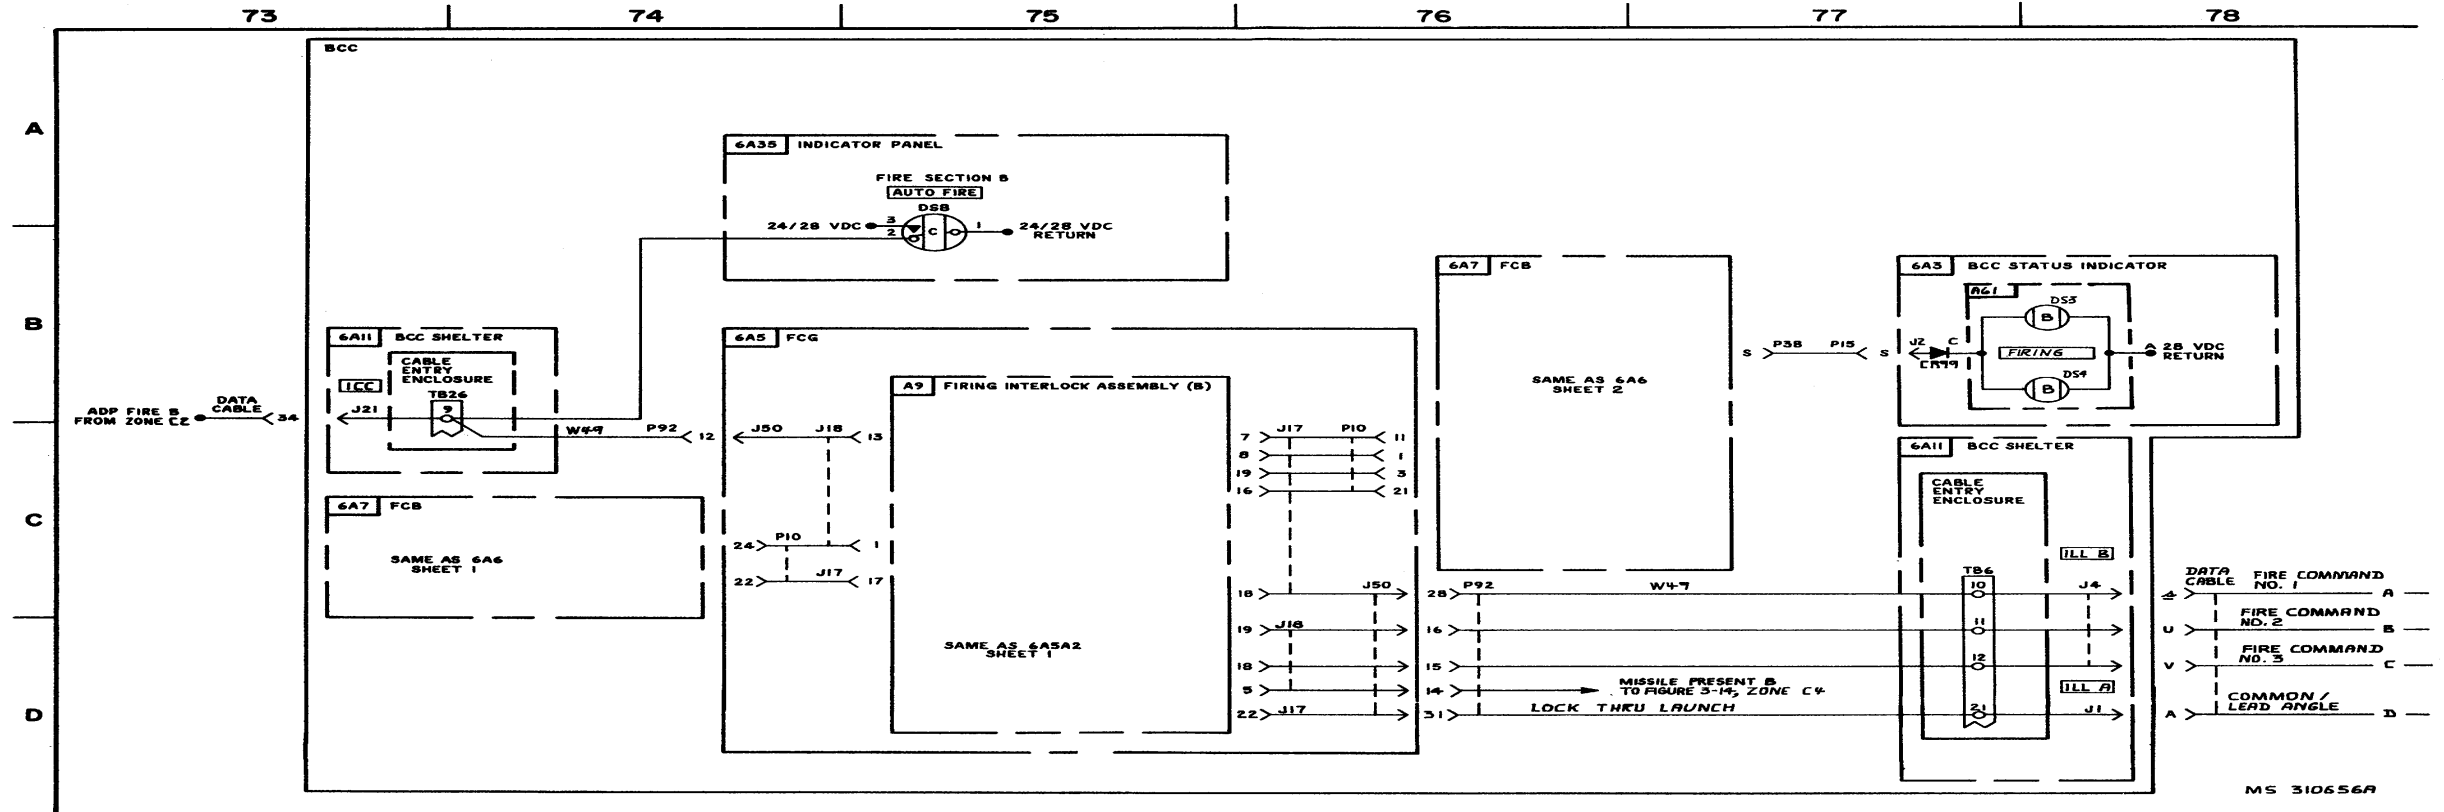 73 74 75 76 77 78
BCC
A
6A35 INDICATOR PANEL
FIRE SECTION B
AUTO FIRE
DS8
24/28 VDC 3 C 1 24/28 VDC
2 RETURN
6A7 FCB
SAME AS 6A6
SHEET 2
6A3 BCC STATUS INDICATOR
A61
DS3
B
S P38 P15 S J2 C FIRING A 28 VDC
RETURN
CR99
DS4
B
B
6A11 BCC SHELTER
CABLE
ENTRY
ENCLOSURE
ICC
TB26
ADP FIRE B
FROM ZONE C2
DATA
CABLE
34 J21 9
W49 P92 12
6A5 FCG
A9 FIRING INTERLOCK ASSEMBLY (B)
J50 J18 13
24 P10 1
22 J17 17
SAME AS 6A5A2
SHEET 1
7 J17 P10 11
8 1
19 3
16 21
C
6A7 FCB
SAME AS 6A6
SHEET 1
6A11 BCC SHELTER
CABLE
ENTRY
ENCLOSURE
ILL B
TB6
18 J50 28 P92 W49 10 J4
DATA
CABLE
FIRE COMMAND
NO. 1
4 A
19 J18 16 11
FIRE COMMAND
NO. 2
U B
18 15 12
FIRE COMMAND
NO. 3
V C
5 14 MISSILE PRESENT B
TO FIGURE 3-14, ZONE C4
ILL A
D
22 J17 31 LOCK THRU LAUNCH 21 J1
COMMON /
LEAD ANGLE
A D
MS 310656A